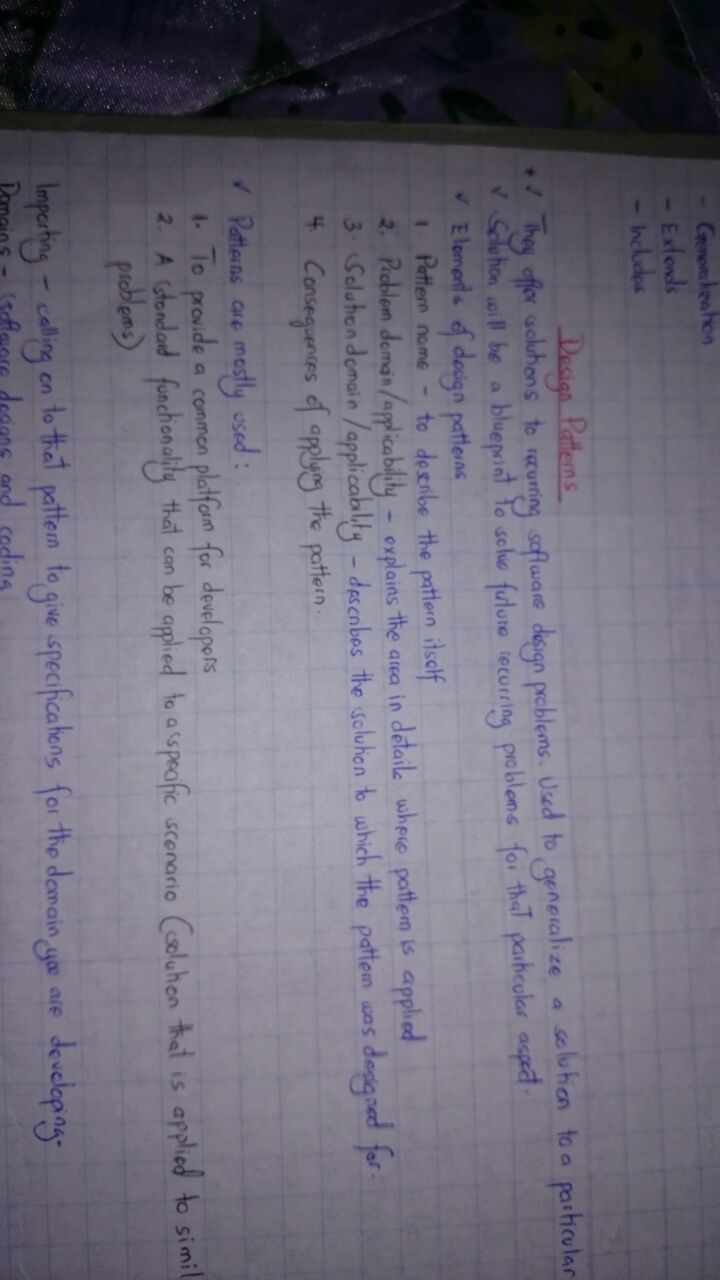 - Generalization
- Extends
- Includes
Design Patterns
* ✓ They offer solutions to recurring software design problems. Used to generalize a solution to a particular
✓ Solution will be a blueprint to solve future recurring problems for that particular aspect.
✓ Elements of design patterns
1. Pattern name - to describe the pattern itself
2. Problem domain/applicability - explains the area in details where pattern is applied
3. Solution domain/applicability - describes the solution to which the pattern was designed for.
4. Consequences of applying the pattern.
✓ Patterns are mostly used:
1. To provide a common platform for developers
2. A standard functionality that can be applied to a specific scenario (solution that is applied to simil
problems)
Importing - calling on to that pattern to give specifications for the domain you are developing.
Domains - software designs and coding